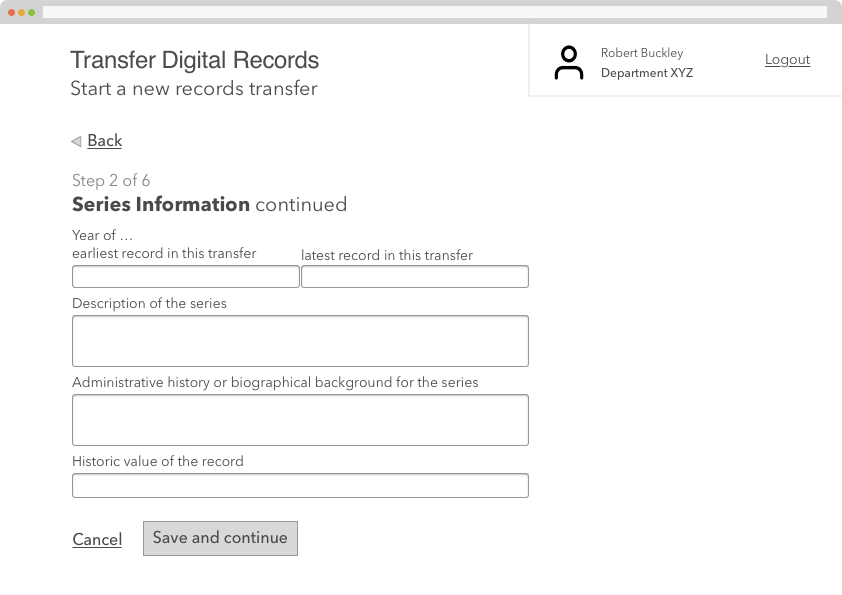 Transfer Digital Records
Start a new records transfer
Robert Buckley
Department XYZ
Logout
Back
Step 2 of 6
Series Information continued
Year of ...
earliest record in this transfer
latest record in this transfer
Description of the series
Administrative history or biographical background for the series
Historic value of the record
Cancel
Save and continue